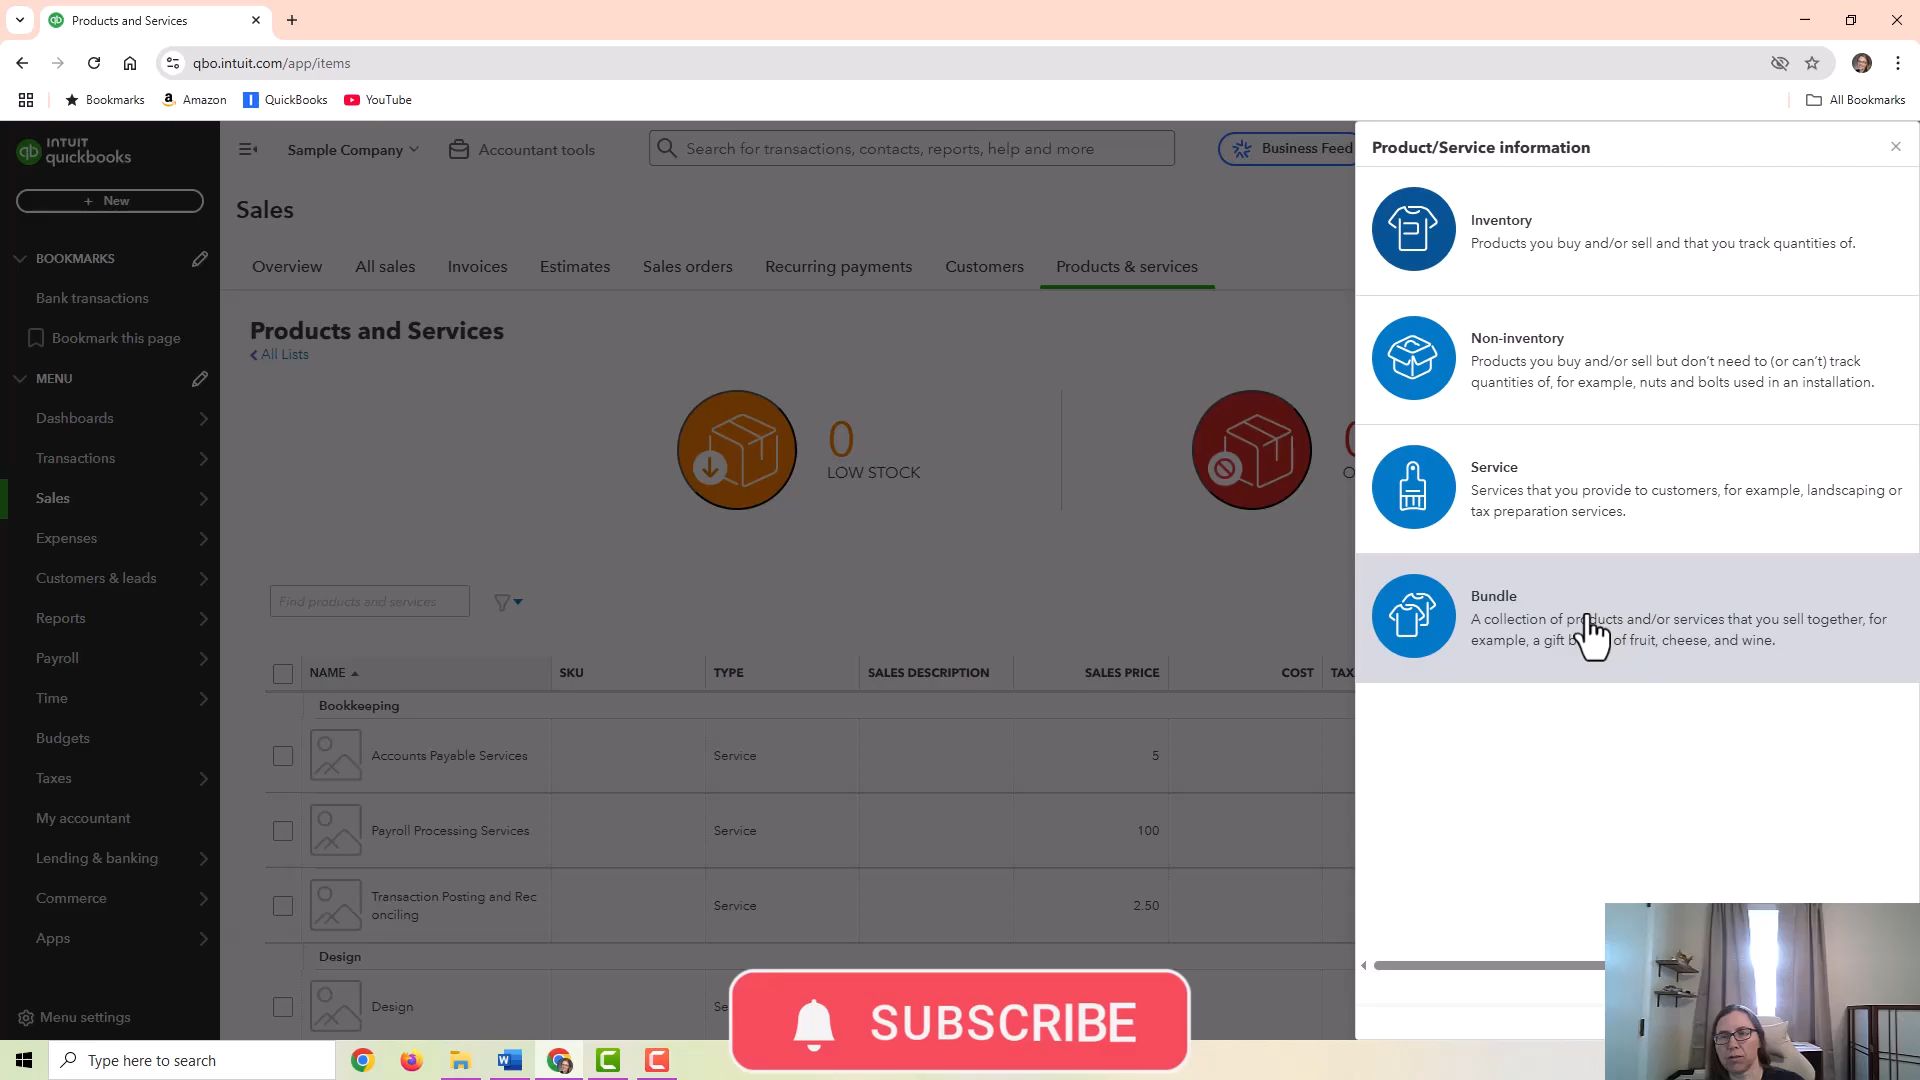 Products and Services
qbo.intuit.com/app/items
Bookmarks
Amazon
QuickBooks
YouTube
All Bookmarks
INTUIT
quickbooks
Sample Company
Accountant tools
Search for transactions, contacts, reports, help and more
Business Feed
Product/Service information
+ New
Sales
BOOKMARKS
Bank transactions
Bookmark this page
MENU
Dashboards
Transactions
Sales
Expenses
Customers & leads
Reports
Payroll
Time
Budgets
Taxes
My accountant
Lending & banking
Commerce
Apps
Menu settings
Overview
All sales
Invoices
Estimates
Sales orders
Recurring payments
Customers
Products & services
Products and Services
All Lists
0
LOW STOCK
Find products and services
NAME
SKU
TYPE
SALES DESCRIPTION
SALES PRICE
COST
TAX
Bookkeeping
Accounts Payable Services
Service
5
Payroll Processing Services
Service
100
Transaction Posting and Rec
onciling
Service
2.50
Design
Design
Inventory
Products you buy and/or sell and that you track quantities of.
Non-inventory
Products you buy and/or sell but don't need to (or can't) track
quantities of, for example, nuts and bolts used in an installation.
Service
Services that you provide to customers, for example, landscaping or
tax preparation services.
Bundle
A collection of products and/or services that you sell together, for
example, a gift of fruit, cheese, and wine.
SUBSCRIBE
Type here to search